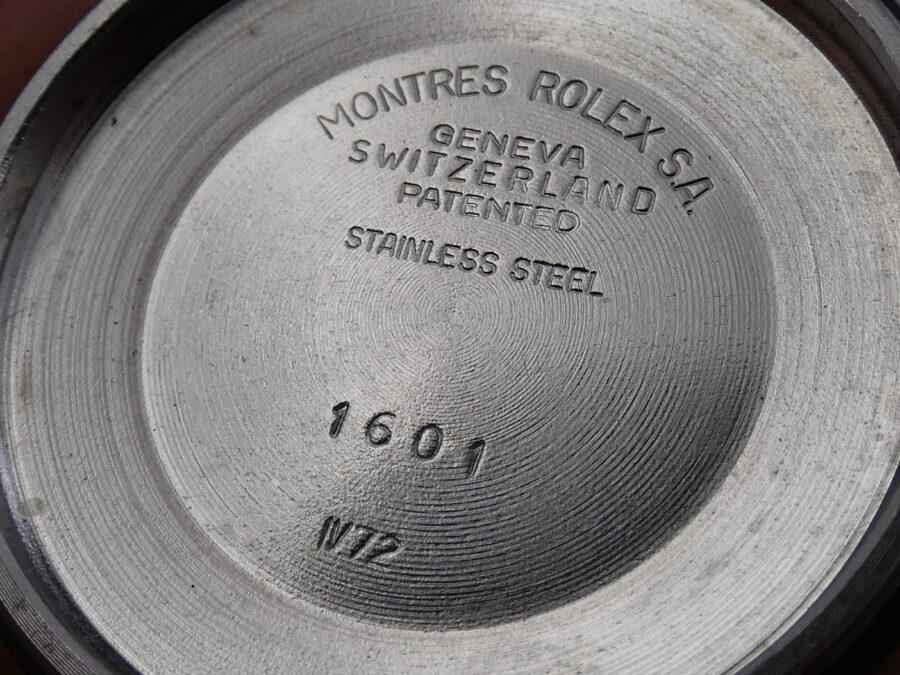 MONTRES ROLEX S.A.
GENEVA
SWITZERLAND
PATENTED
STAINLESS STEEL
1601
IV72